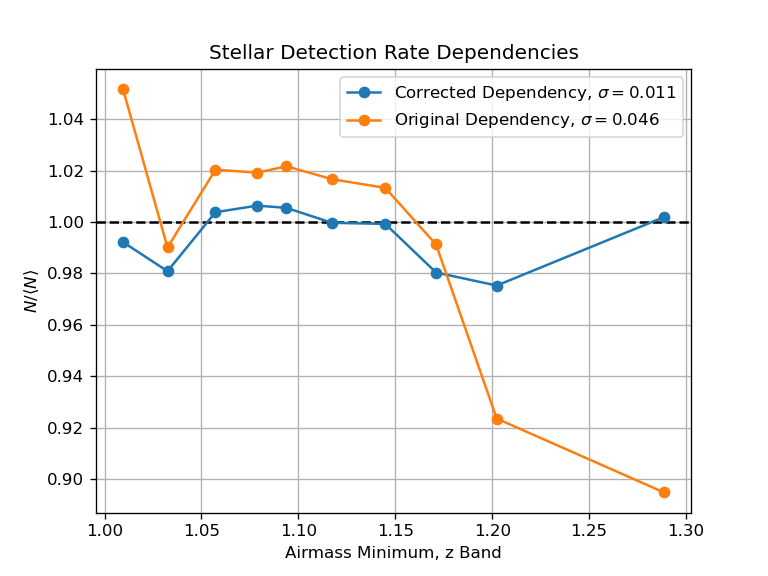 Stellar Detection Rate Dependencies
Corrected Dependency, σ = 0.011
Original Dependency, σ = 0.046
N/⟨N⟩
1.04
1.02
1.00
0.98
0.96
0.94
0.92
0.90
1.00 1.05 1.10 1.15 1.20 1.25 1.30
Airmass Minimum, z Band